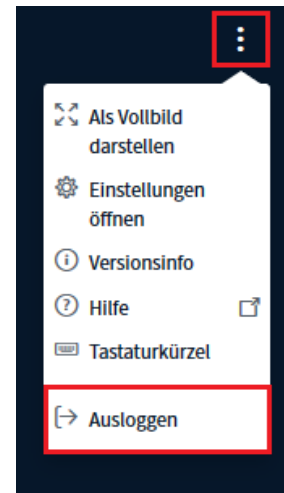 Als Vollbild
darstellen
Einstellungen
öffnen
Versionsinfo
Hilfe
Tastaturkürzel
Ausloggen